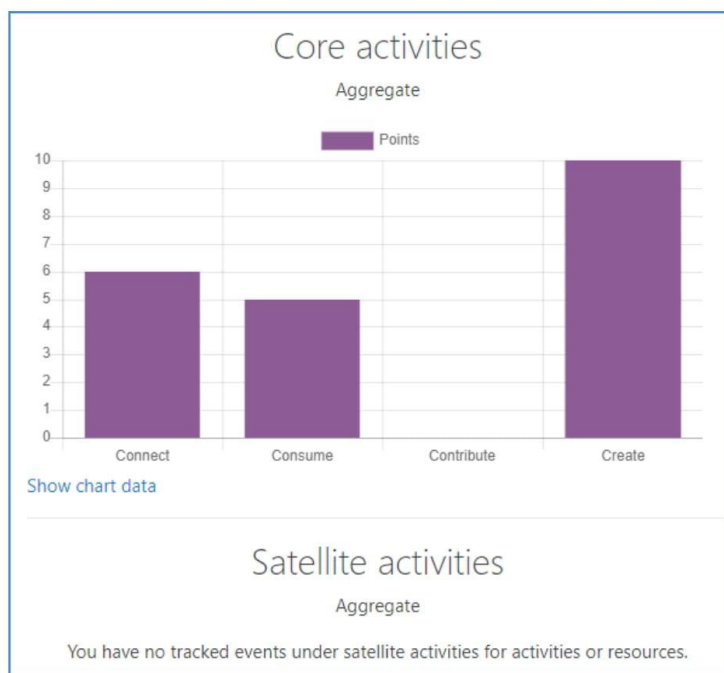 Core activities
Aggregate
Points
10
9
8
7
6
5
4
3
2
1
0
Connect Consume Contribute Create
Show chart data
Satellite activities
Aggregate
You have no tracked events under satellite activities for activities or resources.